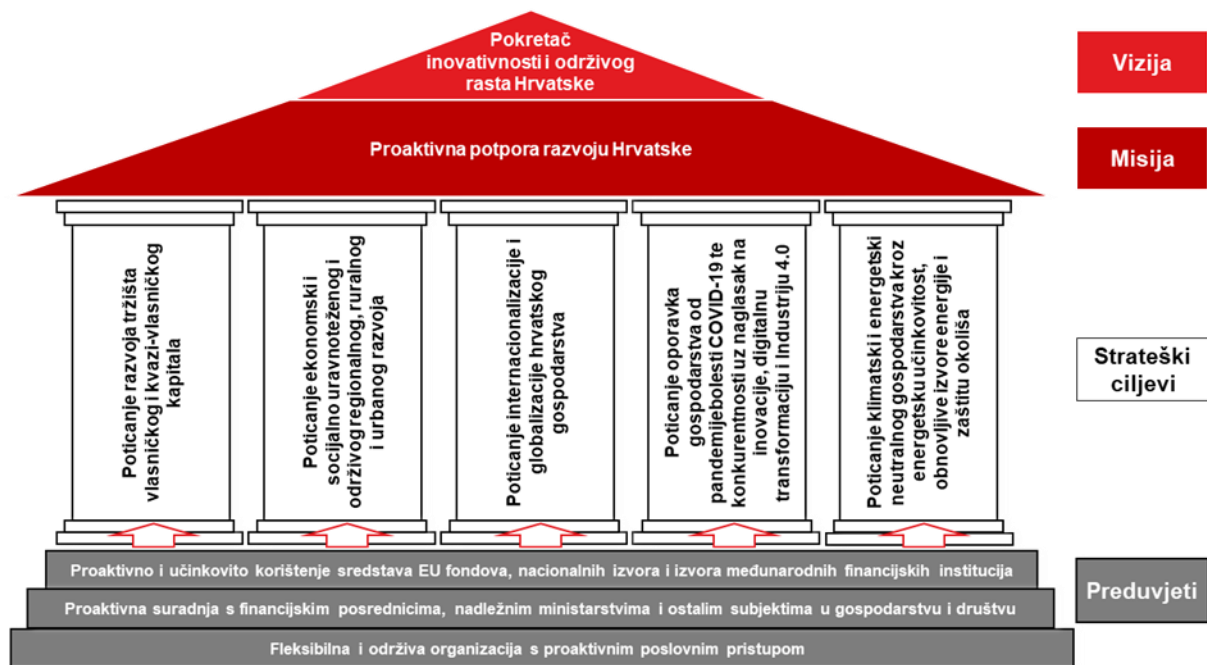 Pokretač
inovativnosti i održivog
rasta Hrvatske
Vizija
Proaktivna potpora razvoju Hrvatske
Misija
Poticanje razvoja tržišta
vlasničkog i kvazi-vlasničkog
kapitala
Poticanje ekonomski i
socijalno uravnoteženog i
održivog regionalnog, ruralnog
i urbanog razvoja
Poticanje internacionalizacije i
globalizacije hrvatskog
gospodarstva
Poticanje oporavka
gospodarstva od
pandemijebolesti COVID-19 te
konkurentnosti uz naglasak na
inovacije, digitalnu
transformaciju i Industriju 4.0
Poticanje klimatski i energetski
neutralnog gospodarstva kroz
energetsku učinkovitost,
obnovljive izvore energije i
zaštitu okoliša
Strateški
ciljevi
Proaktivno i učinkovito korištenje sredstava EU fondova, nacionalnih izvora i izvora međunarodnih financijskih institucija
Proaktivna suradnja s financijskim posrednicima, nadležnim ministarstvima i ostalim subjektima u gospodarstvu i društvu
Fleksibilna i održiva organizacija s proaktivnim poslovnim pristupom
Preduvjeti